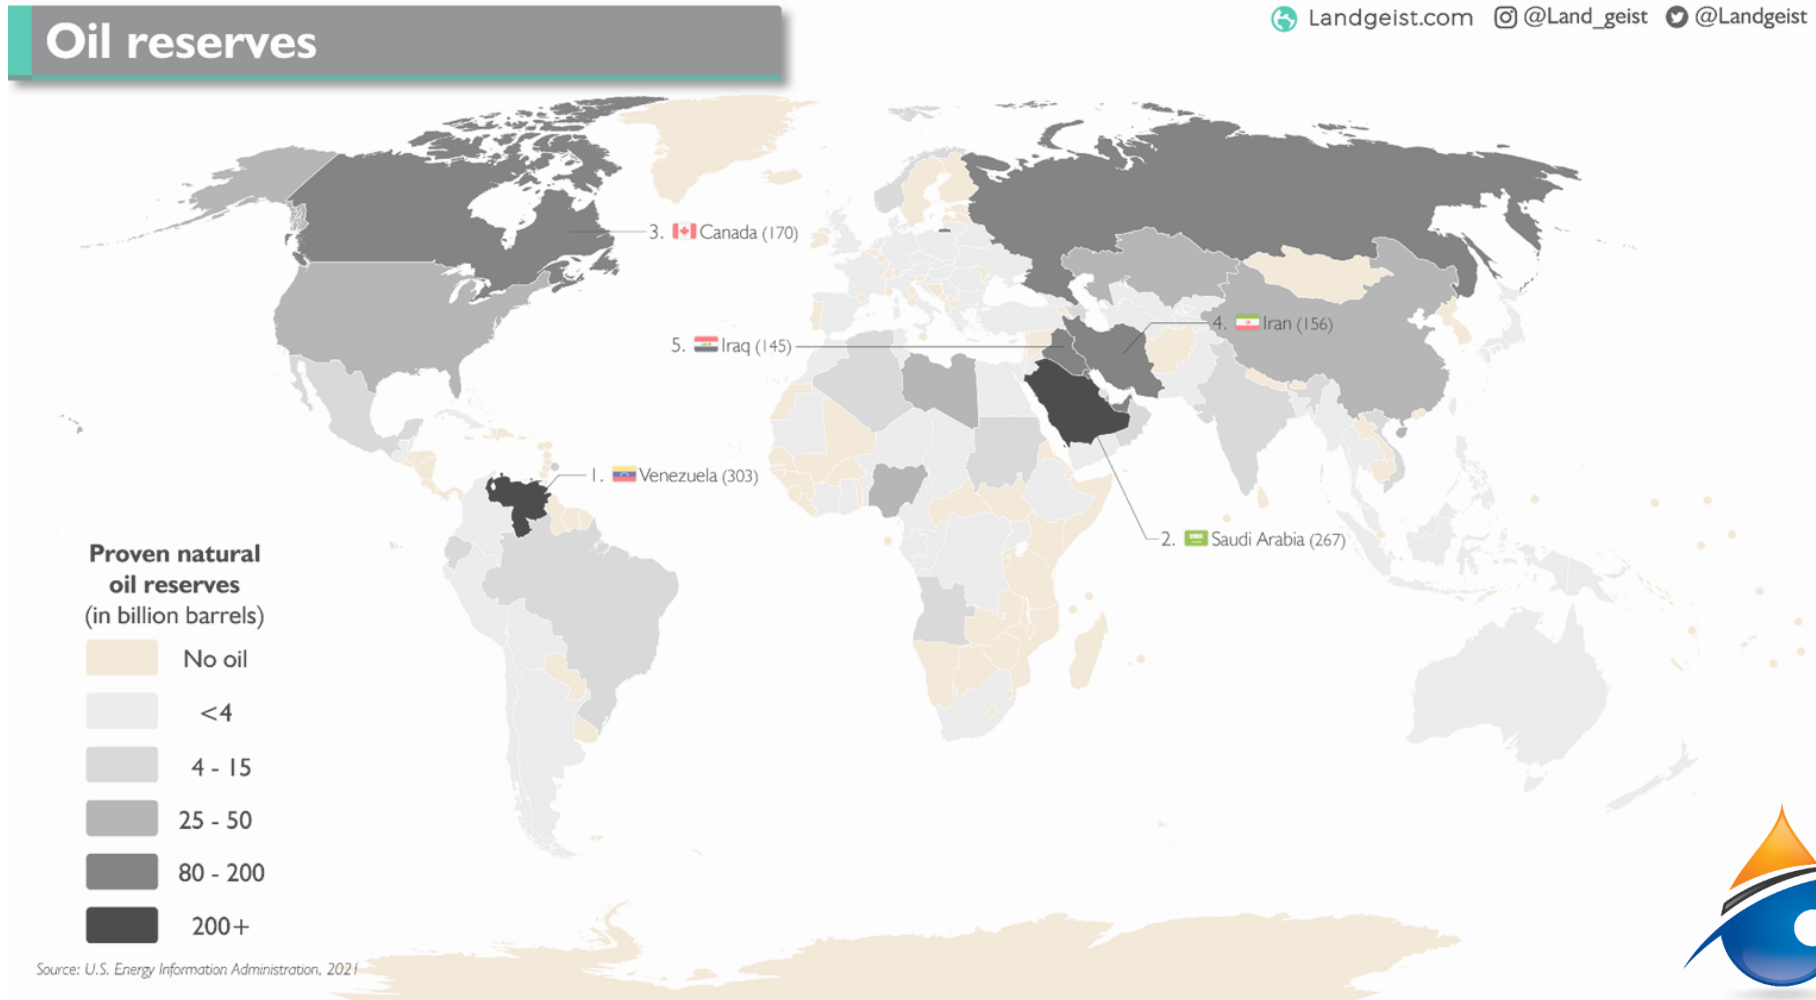 Oil reserves
Landgeist.com @Land_geist @Landgeist
3. Canada (170)
4. Iran (156)
5. Iraq (145)
1. Venezuela (303)
2. Saudi Arabia (267)
Proven natural
oil reserves
(in billion barrels)
No oil
<4
4 - 15
25 - 50
80 - 200
200+
Source: U.S. Energy Information Administration, 2021